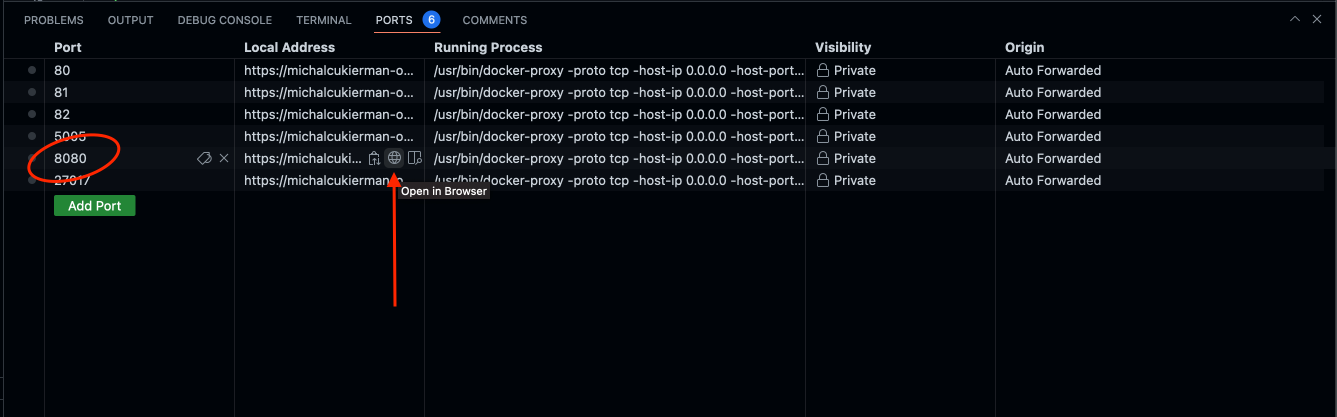 PROBLEMS OUTPUT DEBUG CONSOLE TERMINAL PORTS 6 COMMENTS
Port Local Address Running Process Visibility Origin
80 https://michalcukierman-o... /usr/bin/docker-proxy -proto tcp -host-ip 0.0.0.0 -host-port... Private Auto Forwarded
81 https://michalcukierman-o... /usr/bin/docker-proxy -proto tcp -host-ip 0.0.0.0 -host-port... Private Auto Forwarded
82 https://michalcukierman-o... /usr/bin/docker-proxy -proto tcp -host-ip 0.0.0.0 -host-port... Private Auto Forwarded
5005 https://michalcukierman-o... /usr/bin/docker-proxy -proto tcp -host-ip 0.0.0.0 -host-port... Private Auto Forwarded
8080 https://michalcuki... /usr/bin/docker-proxy -proto tcp -host-ip 0.0.0.0 -host-port... Private Auto Forwarded
27017 https://michalcukierman-o... /usr/bin/docker-proxy -proto tcp -host-ip 0.0.0.0 -host-port... Private Auto Forwarded
Open in Browser
Add Port